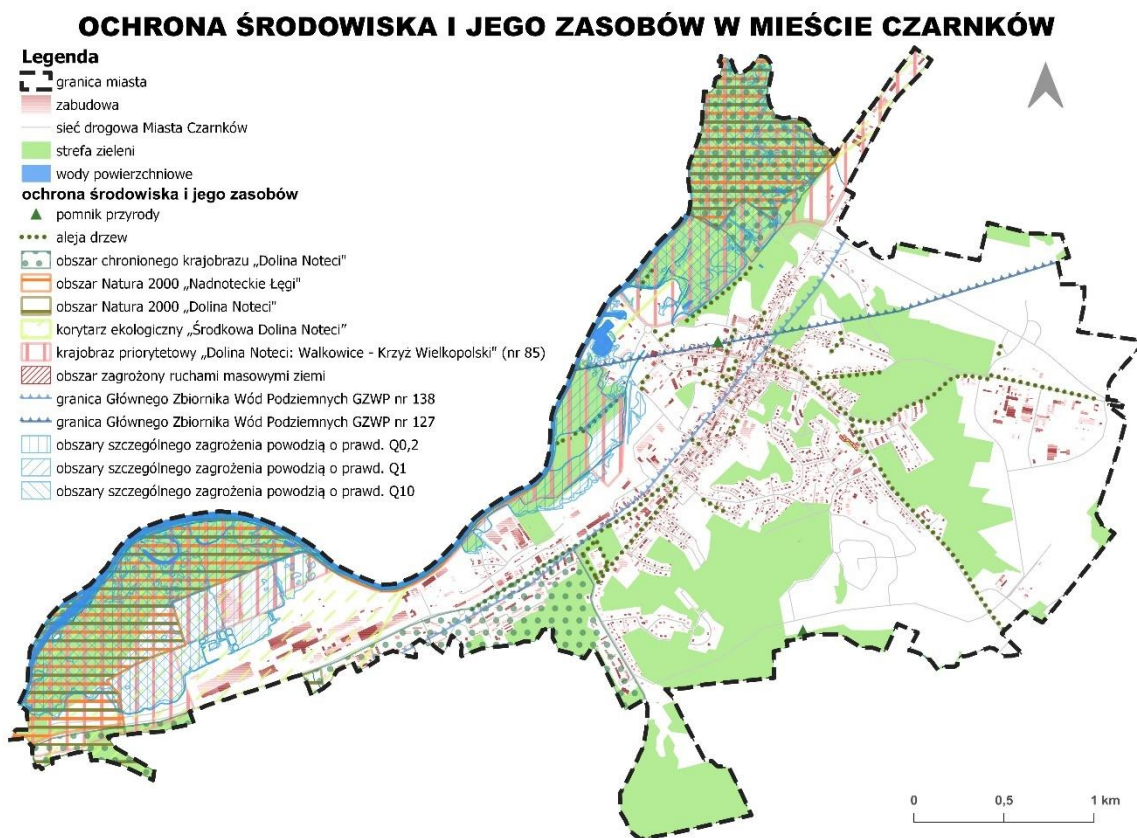 OCHRONA ŚRODOWISKA I JEGO ZASOBÓW W MIEŚCIE CZARNKÓW
Legenda
granica miasta
zabudowa
sieć drogowa Miasta Czarnków
strefa zieleni
wody powierzchniowe
ochrona środowiska i jego zasobów
pomnik przyrody
aleja drzew
obszar chronionego krajobrazu „Dolina Noteci"
obszar Natura 2000 „Nadnoteckie Łęgi"
obszar Natura 2000 „Dolina Noteci"
korytarz ekologiczny „Środkowa Dolina Noteci"
krajobraz priorytetowy „Dolina Noteci: Walkowice - Krzyż Wielkopolski" (nr 85)
obszar zagrożony ruchami masowymi ziemi
granica Głównego Zbiornika Wód Podziemnych GZWP nr 138
granica Głównego Zbiornika Wód Podziemnych GZWP nr 127
obszary szczególnego zagrożenia powodzią o prawd. Q0,2
obszary szczególnego zagrożenia powodzią o prawd. Q1
obszary szczególnego zagrożenia powodzią o prawd. Q10
0 0,5 1 km